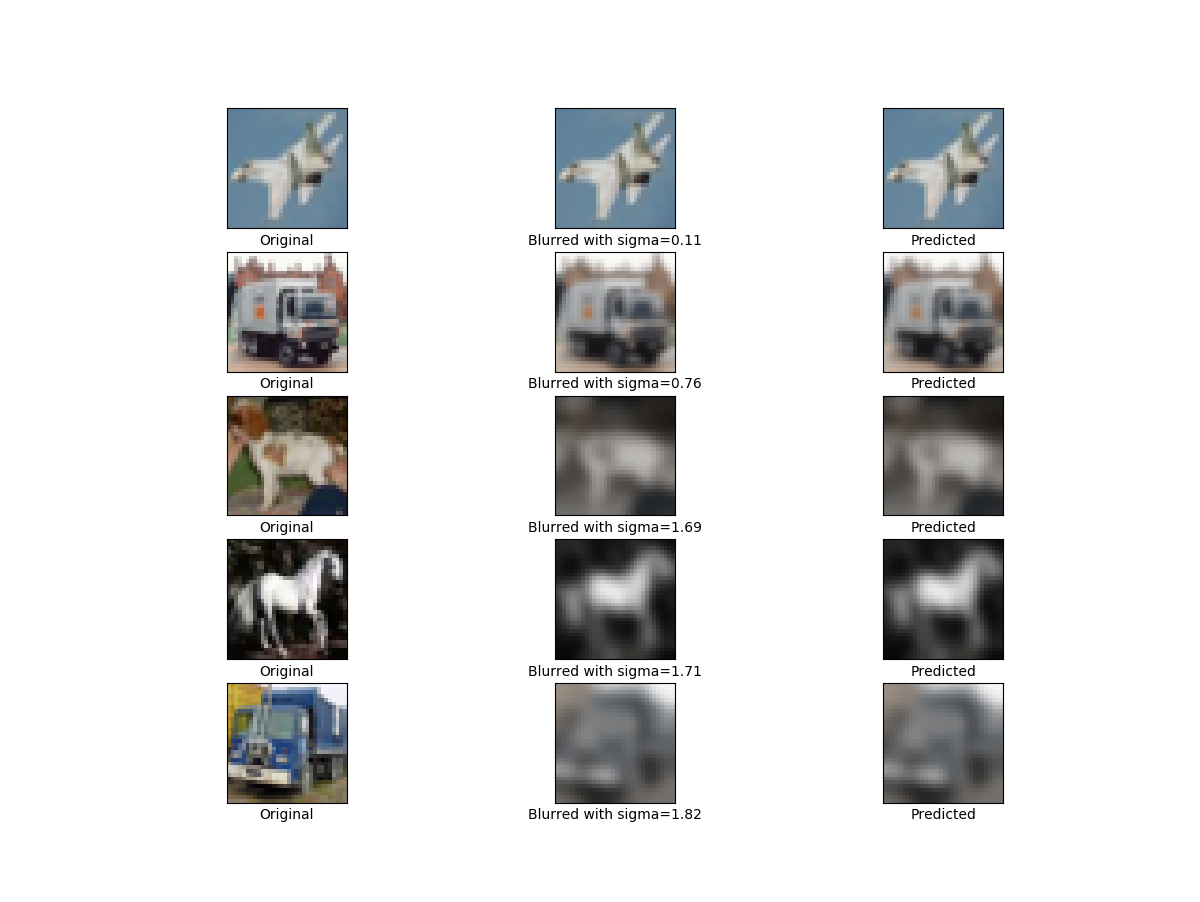 Original Blurred with sigma=0.11 Predicted
Original Blurred with sigma=0.76 Predicted
Original Blurred with sigma=1.69 Predicted
Original Blurred with sigma=1.71 Predicted
Original Blurred with sigma=1.82 Predicted